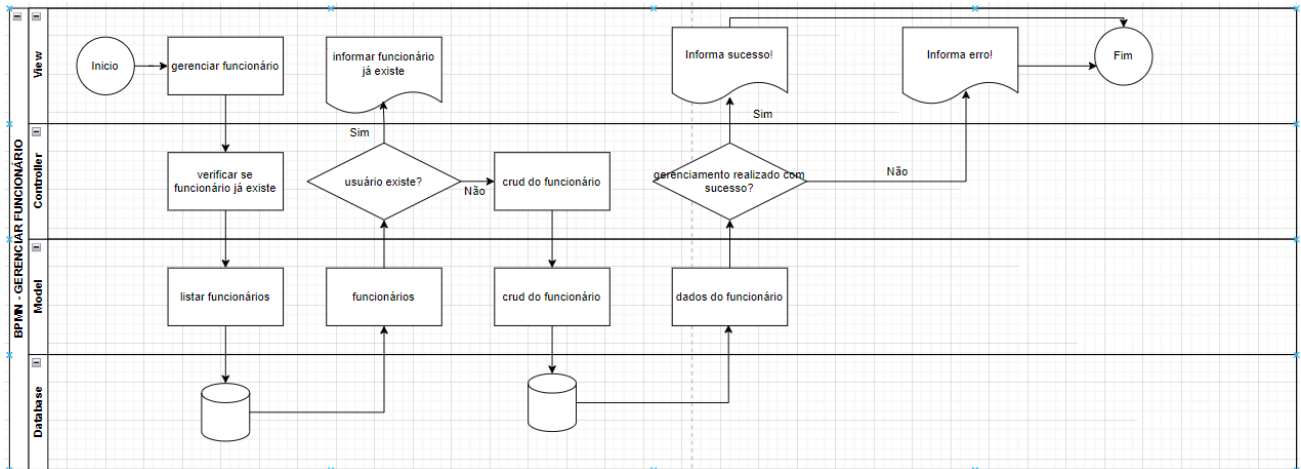 BPMN - GERENCIAR FUNCIONÁRIO
View
Inicio
gerenciar funcionário
informar funcionário
já existe
Informa sucesso!
Informa erro!
Fim
Sim
Sim
Controller
verificar se
funcionário já existe
usuário existe?
Não
crud do funcionário
gerenciamento realizado com
sucesso?
Não
Model
listar funcionários
funcionários
crud do funcionário
dados do funcionário
Database